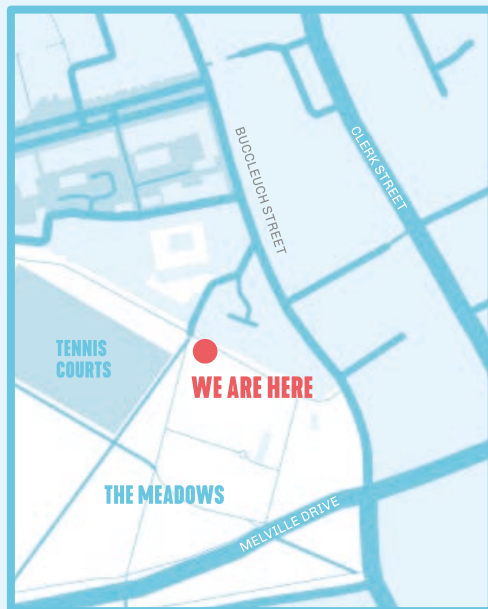 BUCCLEUCH STREET
CLERK STREET
TENNIS
COURTS
WE ARE HERE
THE MEADOWS
MELVILLE DRIVE